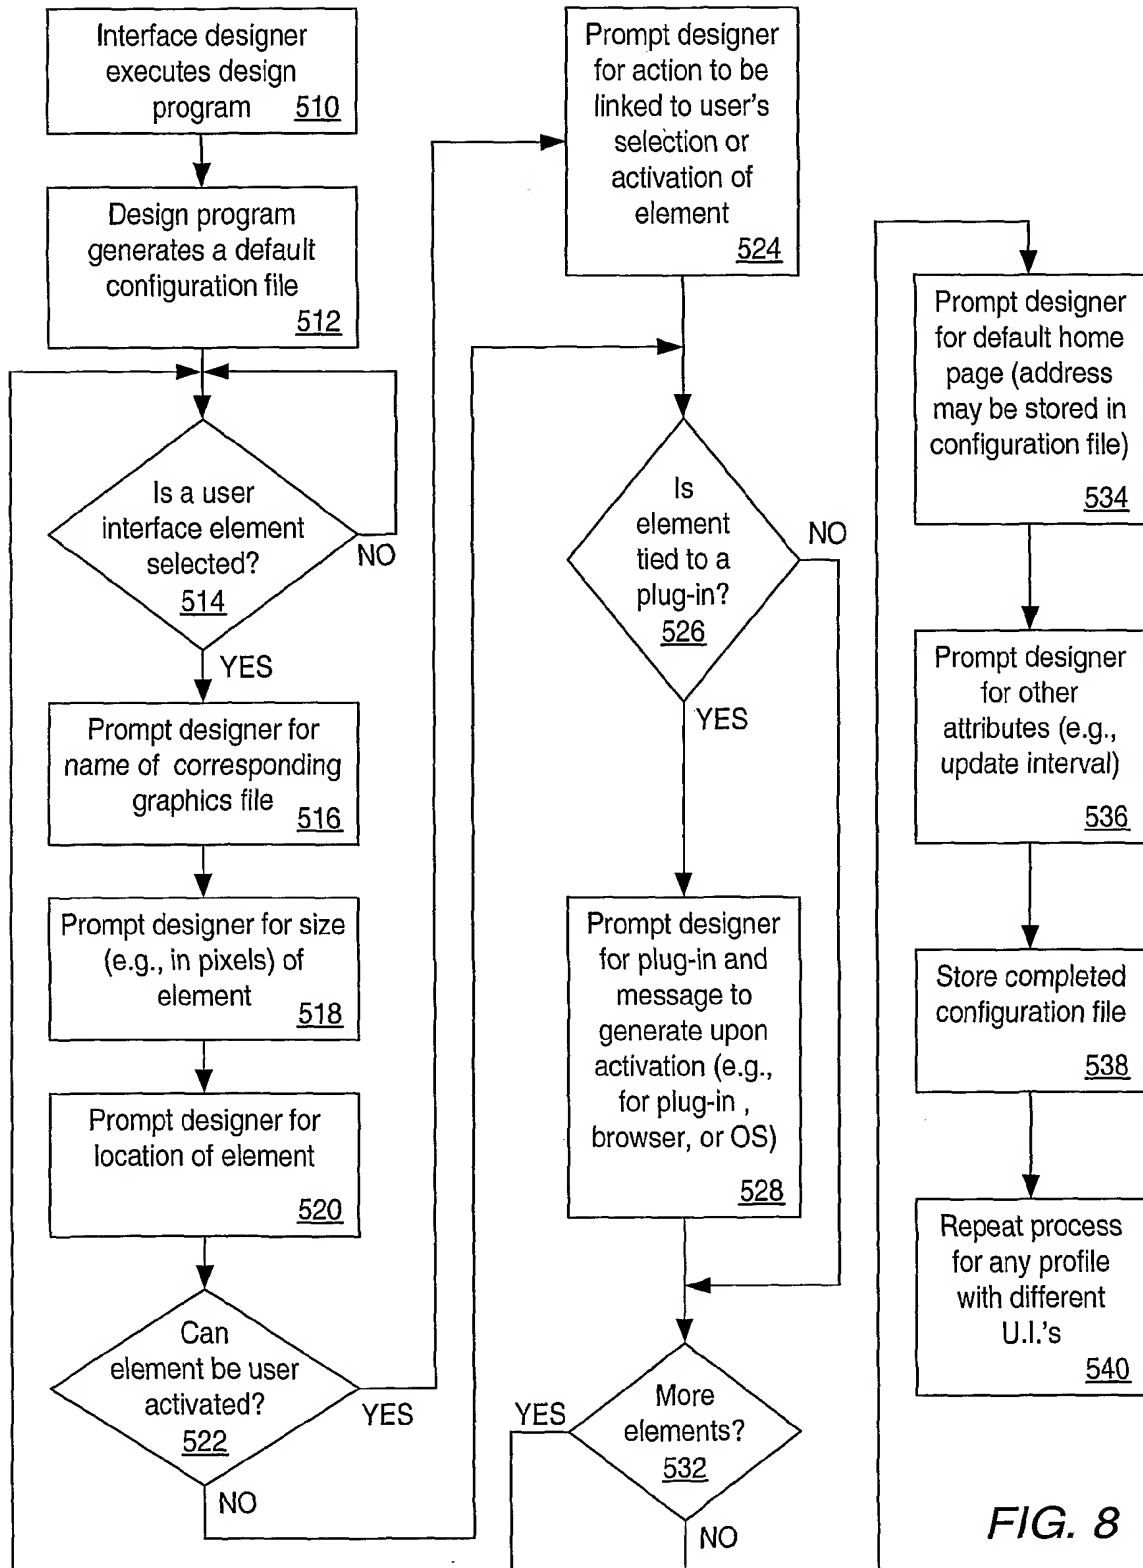 Interface designer
executes design
program 510
Design program
generates a default
configuration file
512
Is a user
interface element
selected?
514
NO
YES
Prompt designer for
name of corresponding
graphics file
516
Prompt designer for size
(e.g., in pixels) of
element
518
Prompt designer for
location of element
520
Can
element be user
activated?
522
YES
NO
Prompt designer
for action to be
linked to user's
selection or
activation of
element
524
Is
element
tied to a
plug-in?
526
NO
YES
Prompt designer
for plug-in and
message to
generate upon
activation (e.g.,
for plug-in ,
browser, or OS)
528
More
elements?
532
YES
NO
Prompt designer
for default home
page (address
may be stored in
configuration file)
534
Prompt designer
for other
attributes (e.g.,
update interval)
536
Store completed
configuration file
538
Repeat process
for any profile
with different
U.I.'s
540
FIG. 8